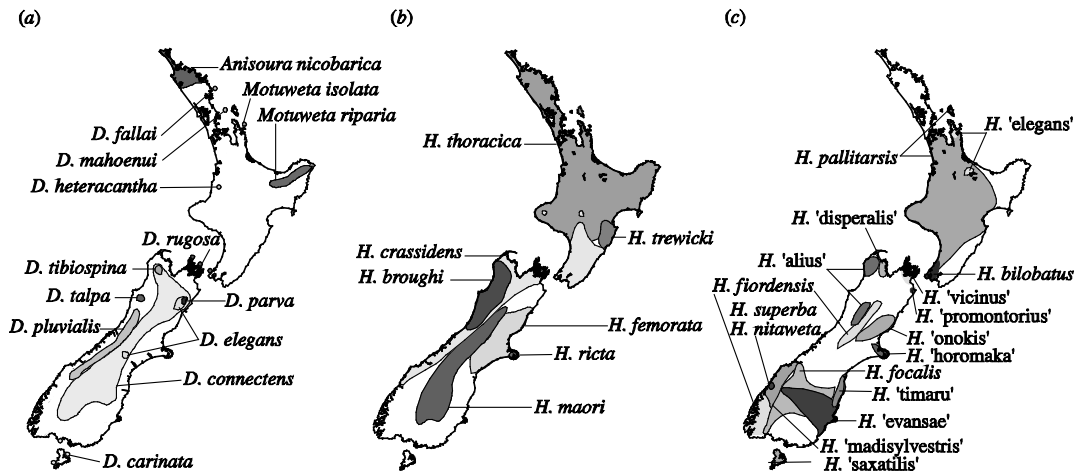 (a)
Anisoura nicobarica
Motuweta isolata
Motuweta riparia
D. fallai
D. mahoenui
D. heteracantha
D. rugosa
D. tibiospina
D. talpa
D. parva
D. pluvialis
D. elegans
D. connectens
D. carinata
(b)
H. thoracica
H. trewicki
H. crassidens
H. broughi
H. femorata
H. ricta
H. maori
(c)
H. 'elegans'
H. pallitarsis
H. 'disperalis'
H. bilobatus
H. 'alius'
H. 'vicinus'
H. fiordensis
H. 'promontorius'
H. superba
H. 'onokis'
H. nitaweta
H. 'horomaka'
H. focalis
H. 'timaru'
H. 'evansae'
H. 'madisylvestris'
H. 'saxatilis'